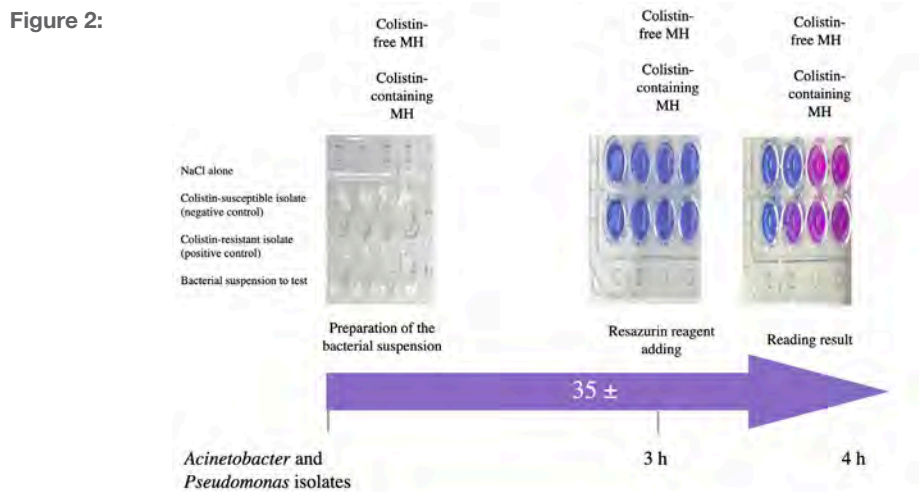 Figure 2:
Colistin-
free MH
Colistin-
containing
MH
Colistin-
free MH
Colistin-
containing
MH
Colistin-
free MH
Colistin-
containing
MH
NaCl alone
Colistin-susceptible isolate
(negative control)
Colistin-resistant isolate
(positive control)
Bacterial suspension to test
Preparation of the
bacterial suspension
Resazurin reagent
adding
Reading result
35 ±
Acinetobacter and
Pseudomonas isolates
3 h
4 h